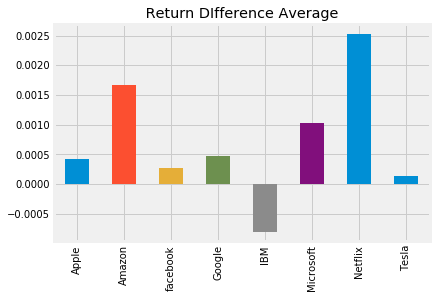 Return DIfference Average
0.0025
0.0020
0.0015
0.0010
0.0005
0.0000
−0.0005
Apple
Amazon
facebook
Google
IBM
Microsoft
Netflix
Tesla